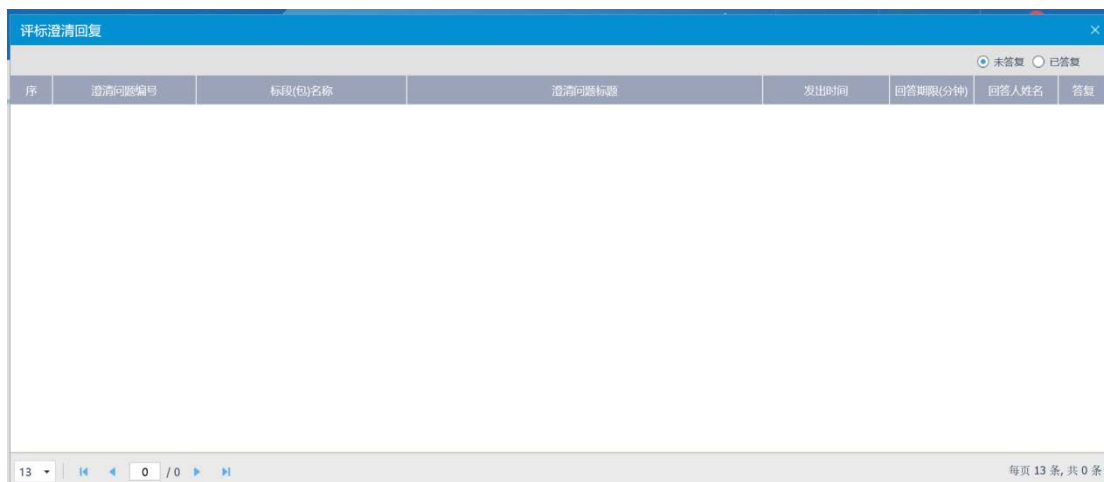 评标澄清回复
未答复 已答复
序 澄清问题编号 标段(包)名称 澄清问题标题 发出时间 回答期限(分钟) 回答人姓名 答复
13 0 / 0 每页 13 条, 共 0 条